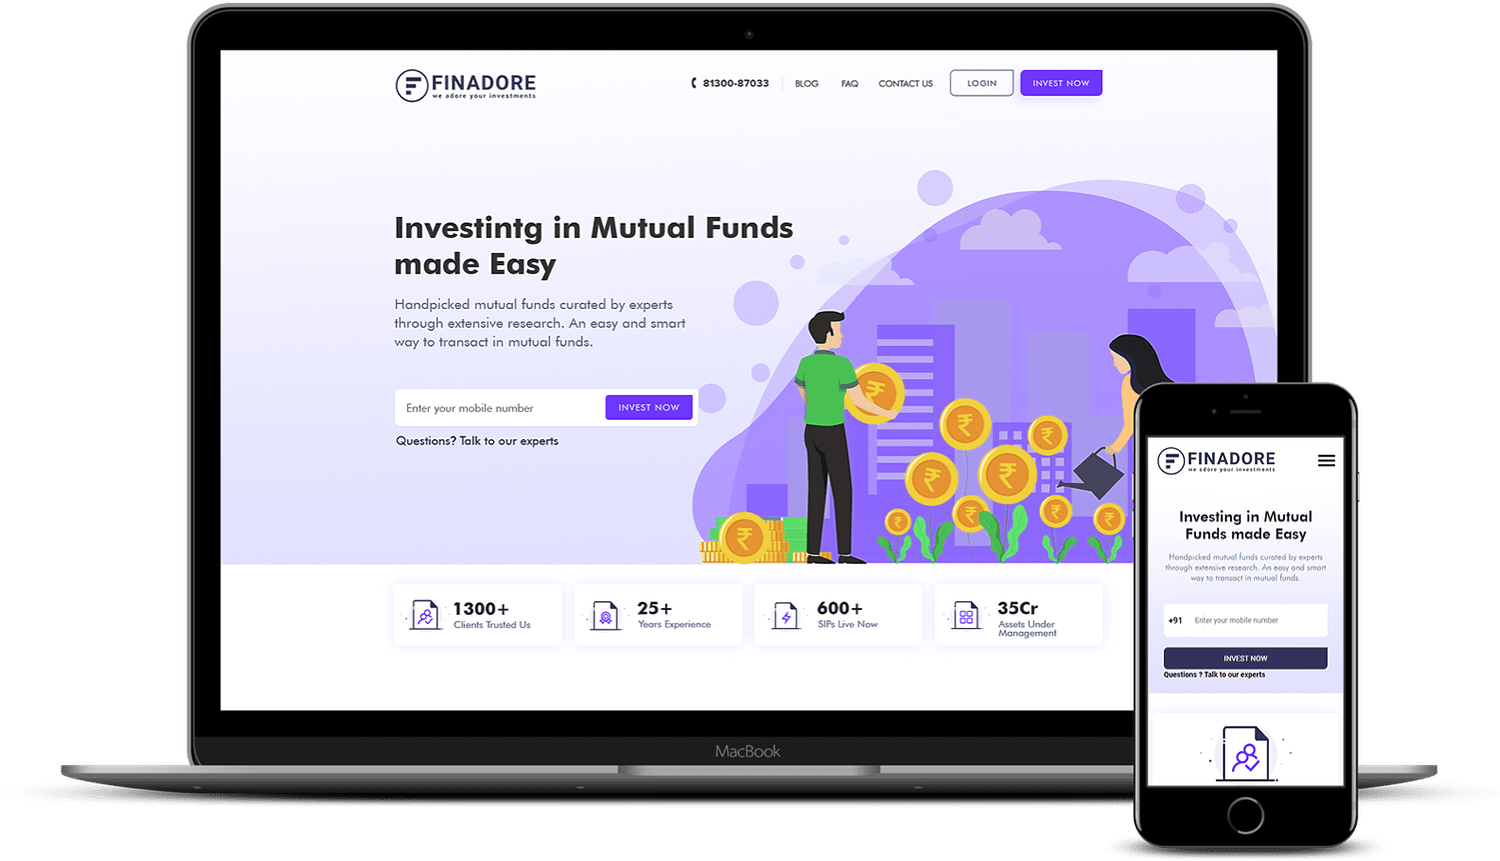 FINADORE
we adore your investments
81300-87033
BLOG
FAQ
CONTACT US
LOGIN
INVEST NOW
Investintg in Mutual Funds
made Easy
Handpicked mutual funds curated by experts
through extensive research. An easy and smart
way to transact in mutual funds.
Enter your mobile number
INVEST NOW
Questions? Talk to our experts
1300+
Clients Trusted Us
25+
Years Experience
600+
SIPs Live Now
35Cr
Assets Under
Management
MacBook
FINADORE
we adore your investments
Investing in Mutual
Funds made Easy
Handpicked mutual funds curated by experts
through extensive research. An easy and smart
way to transact in mutual funds.
+91 Enter your mobile number
INVEST NOW
Questions ? Talk to our experts